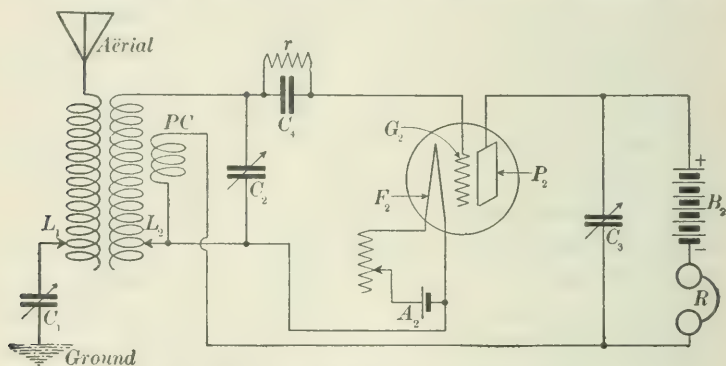 Aërial
r
PC
C₄
G₂
+
C₂
F₂
P₂
B₂
L₁
L₂
C₃
−
R
C₁
A₂
Ground